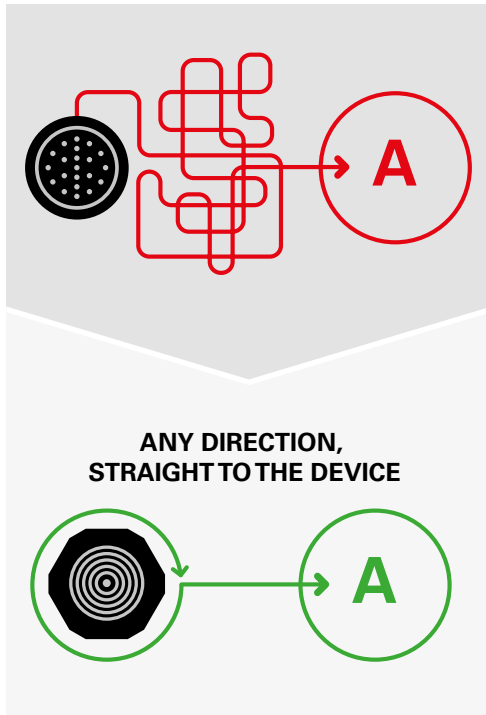 A
ANY DIRECTION,
STRAIGHT TO THE DEVICE
A